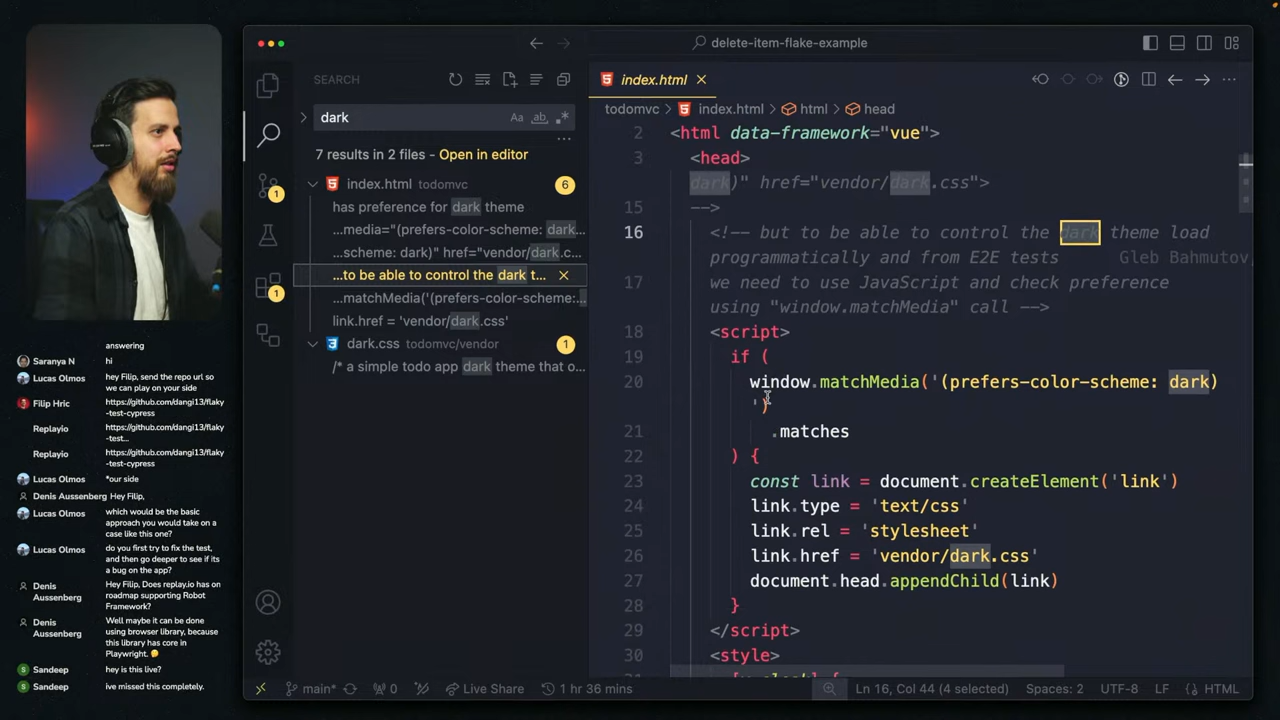 delete-item-flake-example
SEARCH
dark
Aa
ab
7 results in 2 files - Open in editor
index.html todomvc
6
has preference for dark theme
...media="(prefers-color-scheme: dark...
...scheme: dark)" href="vendor/dark.c...
...to be able to control the dark t...
...matchMedia('(prefers-color-scheme:...
link.href = 'vendor/dark.css'
dark.css todomvc/vendor
1
/* a simple todo app dark theme that o...
1
1
index.html
todomvc > index.html > html > head
2 <html data-framework="vue">
3 <head>
dark)" href="vendor/dark.css">
15 -->
16 <!-- but to be able to control the dark theme load
programmatically and from E2E tests Gleb Bahmutov,
17 we need to use JavaScript and check preference
using "window.matchMedia" call -->
18 <script>
19 if (
20 window.matchMedia('(prefers-color-scheme: dark)
')
21 .matches
22 ) {
23 const link = document.createElement('link')
24 link.type = 'text/css'
25 link.rel = 'stylesheet'
26 link.href = 'vendor/dark.css'
27 document.head.appendChild(link)
28 }
29 </script>
30 <style>
main* 0 Live Share 1 hr 36 mins Ln 16, Col 44 (4 selected) Spaces: 2 UTF-8 LF HTML
answering
Saranya N hi
Lucas Olmos hey Filip, send the repo url so
we can play on your side
Filip Hric https://github.com/dangi13/flaky
-test...
Replayio https://github.com/dangi13/flaky
-test-cypress
Replayio https://github.com/dangi13/flaky
-test-cypress
Lucas Olmos *our side
Denis Aussenberg Hey Filip,
Lucas Olmos which would be the basic
approach you would take on a
case like this one?
Lucas Olmos do you first try to fix the test,
and then go deeper to see if its
a bug on the app?
Denis Aussenberg Hey Filip, Does replay.io has on
roadmap supporting Robot
Framework?
Denis Aussenberg Well maybe it can be done
using browser library, because
this library has core in
Playwright. 🤔
S Sandeep hey is this live?
S Sandeep ive missed this completely.